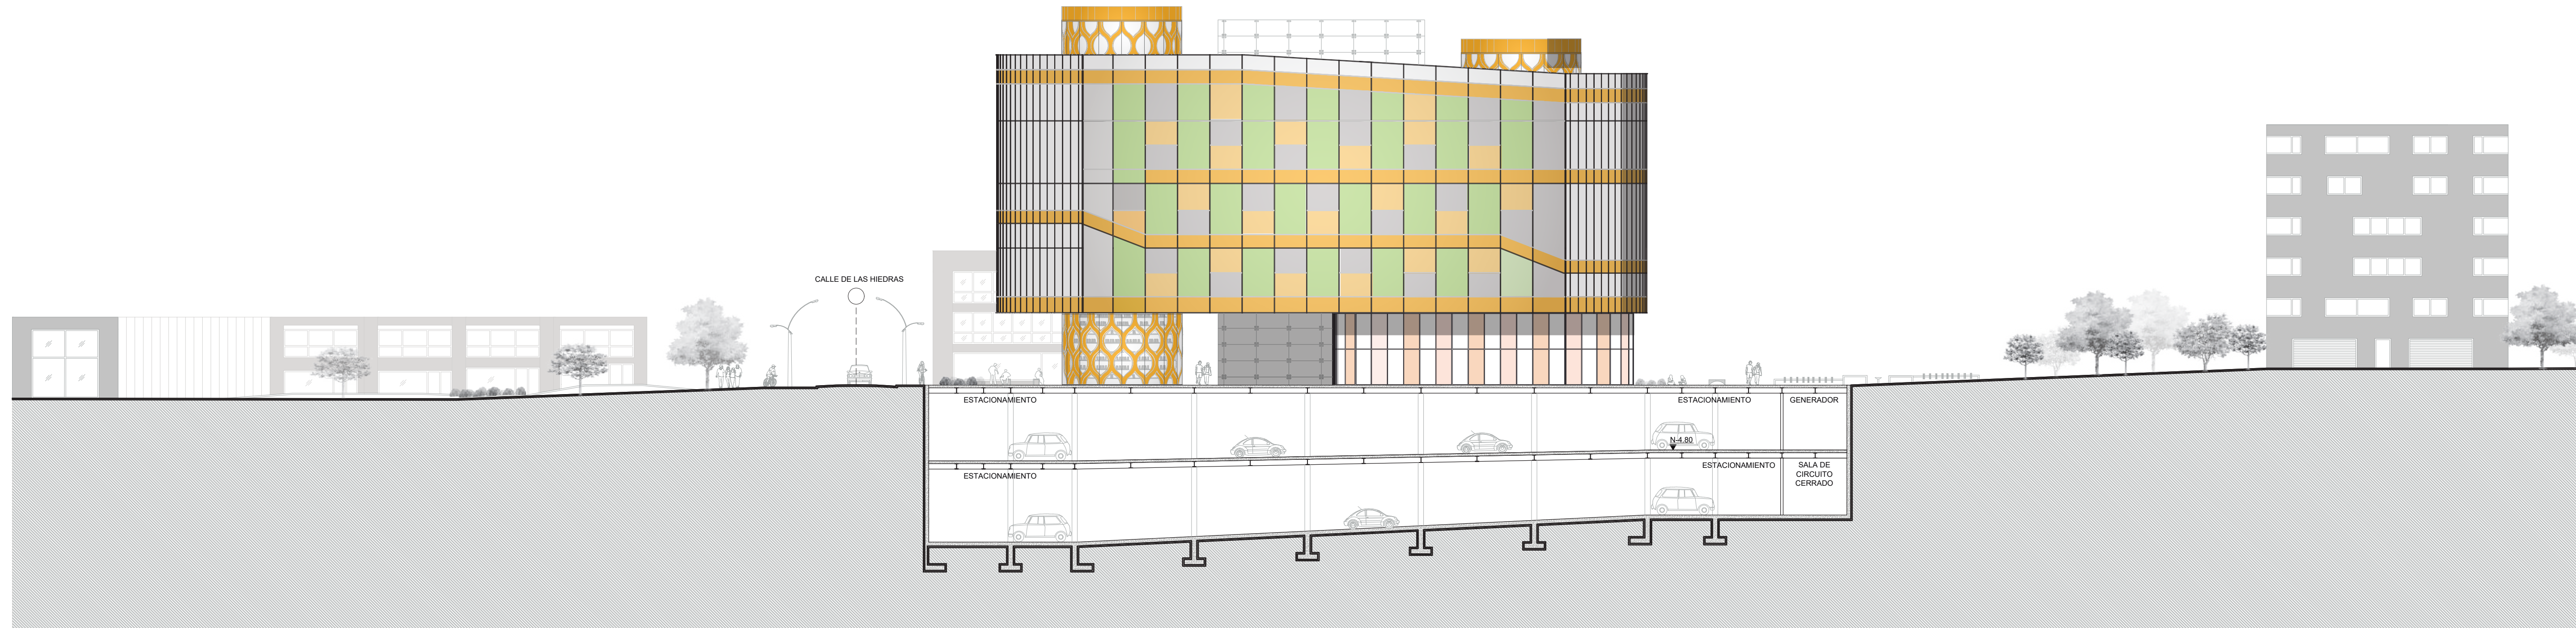 CALLE DE LAS HIEDRAS
ESTACIONAMIENTO
ESTACIONAMIENTO
GENERADOR
N-4.80
ESTACIONAMIENTO
ESTACIONAMIENTO
SALA DE
CIRCUITO
CERRADO